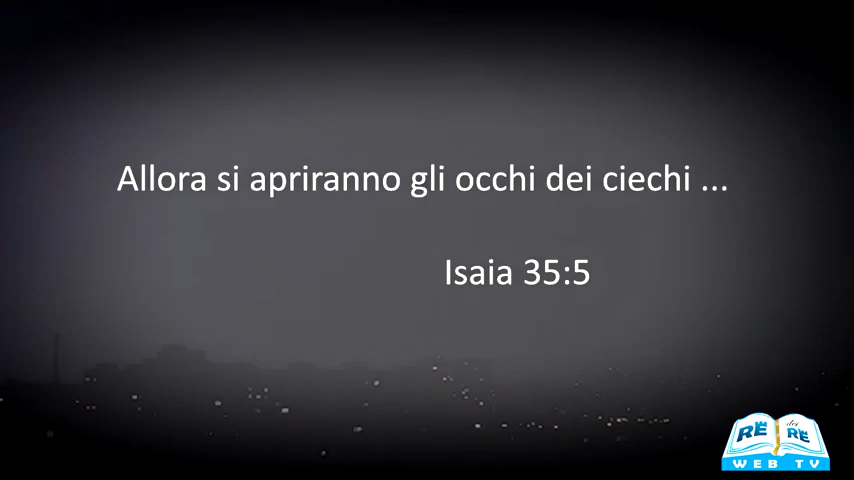 Allora si apriranno gli occhi dei ciechi ...
Isaia 35:5
RE dei RE
WEB TV